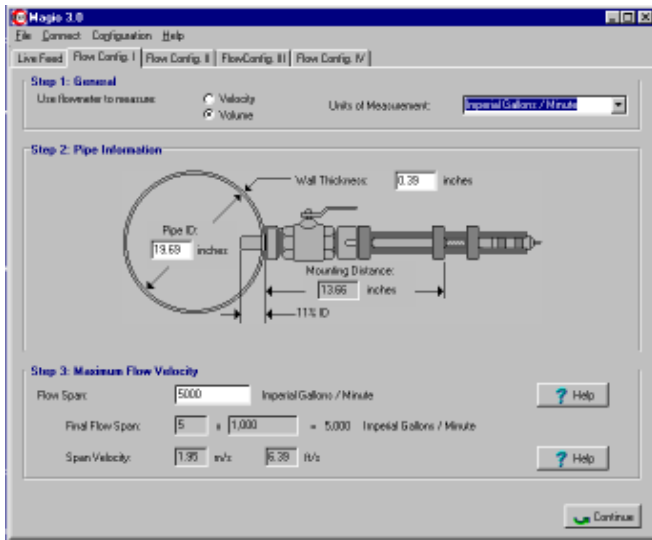 Magio 3.0
File Connect Configuration Help
Live Feed Flow Config. I Flow Config. II FlowConfig. III Flow Config. IV
Step 1: General
Use flowmeter to measure: Velocity Units of Measurement: Imperial Gallons / Minute
Volume
Step 2: Pipe Information
Wall Thickness: 0.39 inches
Pipe ID:
19.69 inches
Mounting Distance:
13.66 inches
11% ID
Step 3: Maximum Flow Velocity
Flow Span: 5000 Imperial Gallons / Minute ? Help
Final Flow Span: 5 x 1,000 = 5,000 Imperial Gallons / Minute
Span Velocity: 1.95 m/s 6.39 ft/s ? Help
Continue